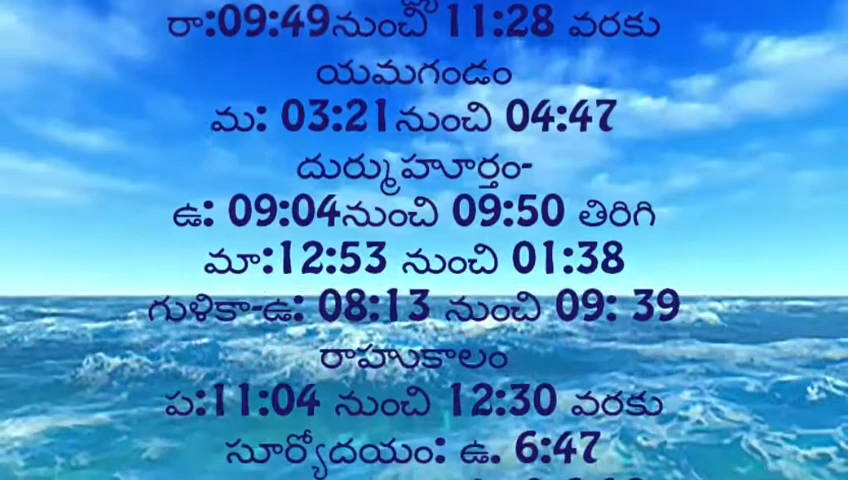 రా:09:49నుంచి 11:28 వరకు
యమగండం
మ: 03:21నుంచి 04:47
దుర్ముహూర్తం-
ఉ: 09:04నుంచి 09:50 తిరిగి
మా:12:53 నుంచి 01:38
గుళికా-ఉ: 08:13 నుంచి 09: 39
రాహుకాలం
ప:11:04 నుంచి 12:30 వరకు
సూర్యోదయం: ఉ. 6:47